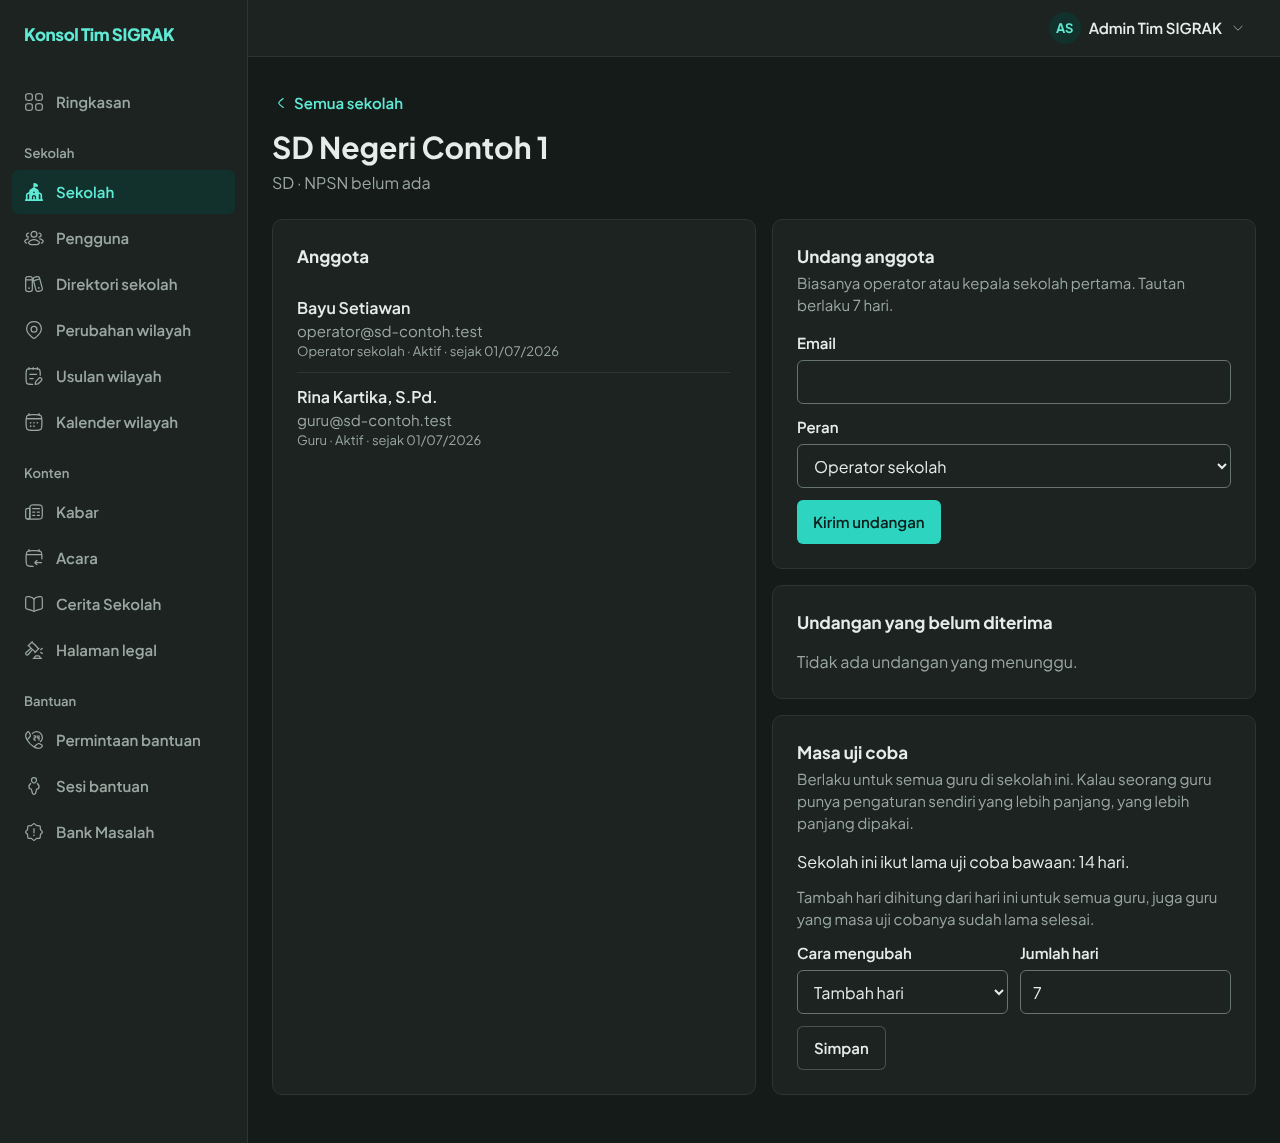 Konsol Tim SIGRAK
Ringkasan
Sekolah
Sekolah
Pengguna
Direktori sekolah
Perubahan wilayah
Usulan wilayah
Kalender wilayah
Konten
Kabar
Acara
Cerita Sekolah
Halaman legal
Bantuan
Permintaan bantuan
Sesi bantuan
Bank Masalah
AS Admin Tim SIGRAK
Semua sekolah
SD Negeri Contoh 1
SD · NPSN belum ada
Anggota
Bayu Setiawan
operator@sd-contoh.test
Operator sekolah · Aktif · sejak 01/07/2026
Rina Kartika, S.Pd.
guru@sd-contoh.test
Guru · Aktif · sejak 01/07/2026
Undang anggota
Biasanya operator atau kepala sekolah pertama. Tautan
berlaku 7 hari.
Email
Peran
Operator sekolah
Kirim undangan
Undangan yang belum diterima
Tidak ada undangan yang menunggu.
Masa uji coba
Berlaku untuk semua guru di sekolah ini. Kalau seorang guru
punya pengaturan sendiri yang lebih panjang, yang lebih
panjang dipakai.
Sekolah ini ikut lama uji coba bawaan: 14 hari.
Tambah hari dihitung dari hari ini untuk semua guru, juga guru
yang masa uji cobanya sudah lama selesai.
Cara mengubah Jumlah hari
Tambah hari 7
Simpan